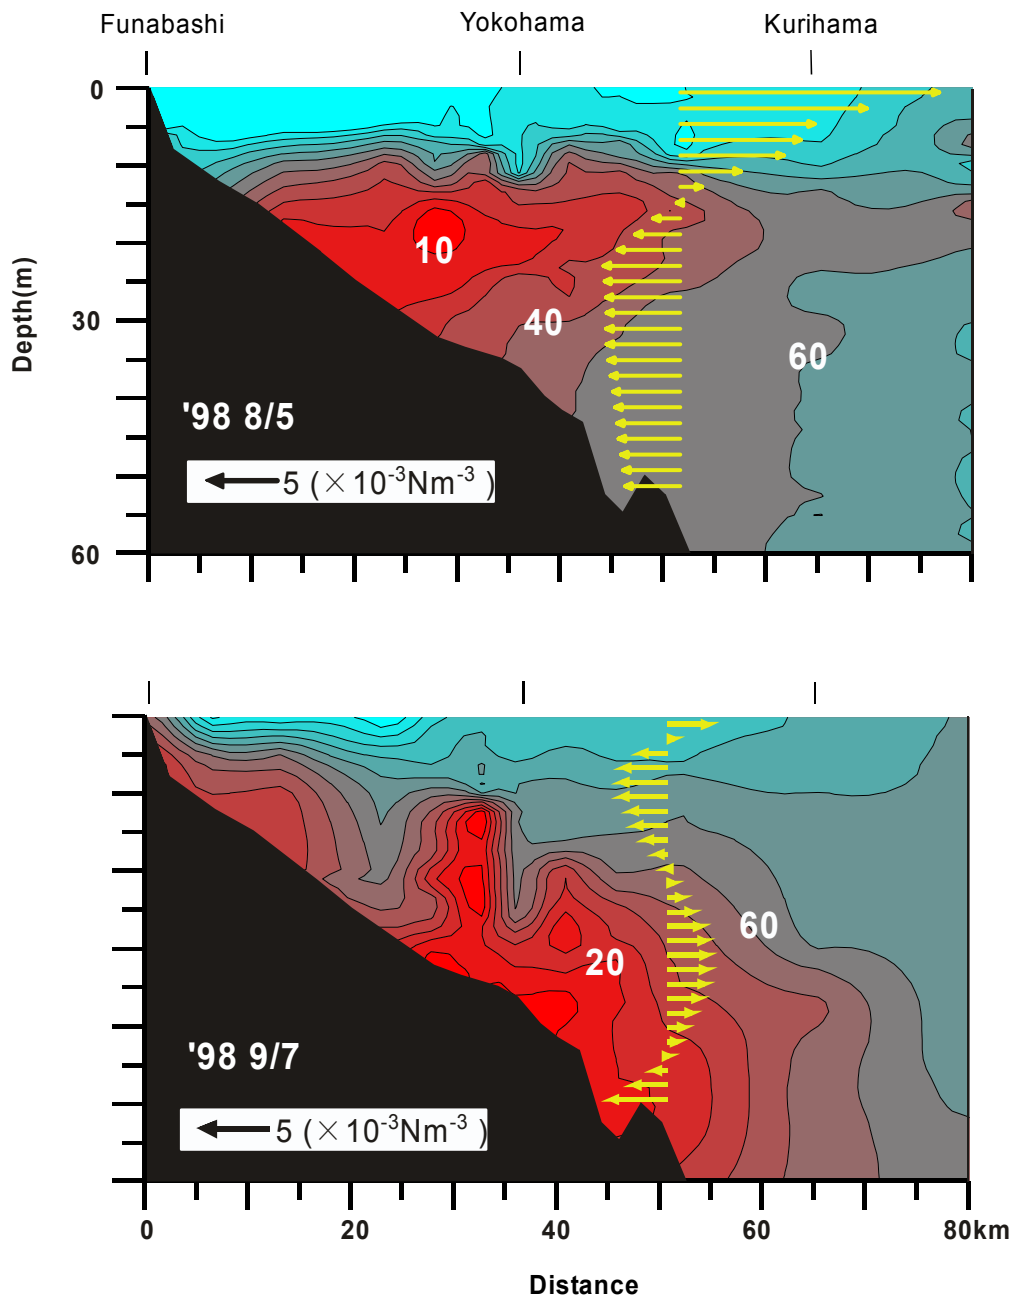 Funabashi Yokohama Kurihama
0
10
Depth(m)
30
40
60
'98 8/5
5 (×10-3Nm-3 )
60
20
60
'98 9/7
5 (×10-3Nm-3)
0 20 40 60 80km
Distance